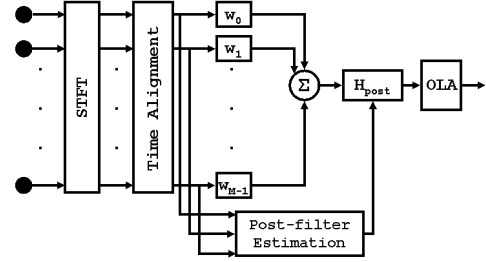 STFT
Time Alignment
w0
w1
wM-1
Σ
Hpost
OLA
Post-filter
Estimation